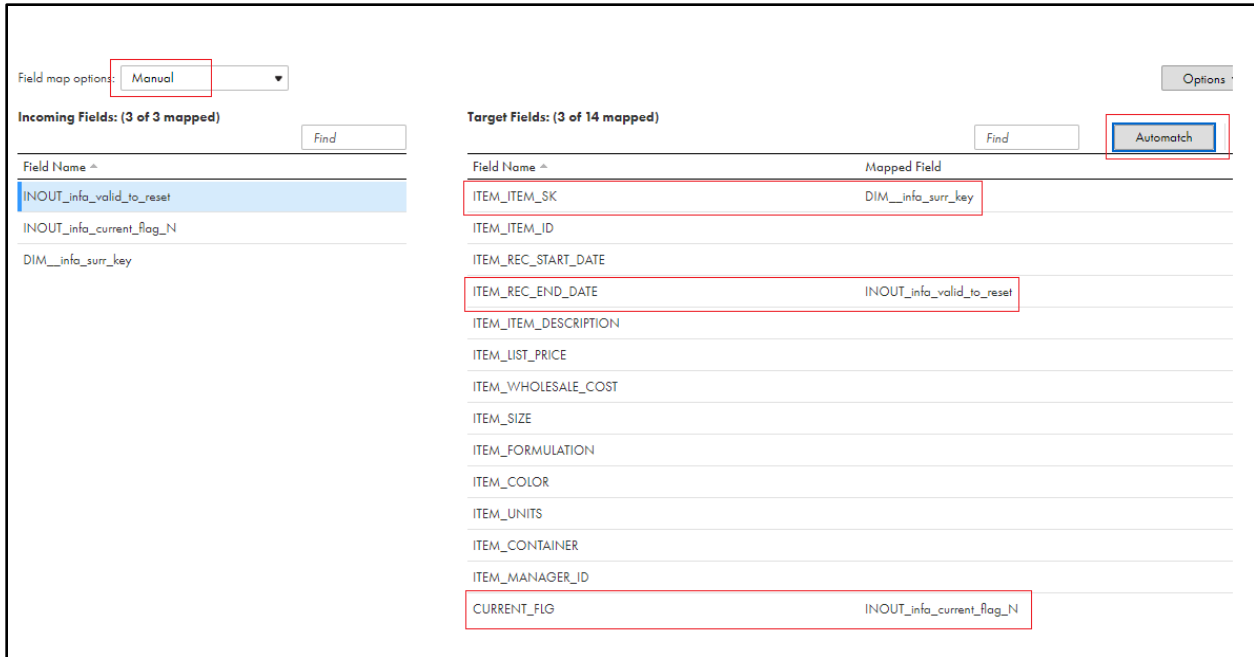 Field map options: Manual
Options
Incoming Fields: (3 of 3 mapped)
Find
Field Name
INOUT_infa_valid_to_reset
INOUT_infa_current_flag_N
DIM__infa_surr_key
Target Fields: (3 of 14 mapped)
Find
Automatch
Field Name Mapped Field
ITEM_ITEM_SK DIM__infa_surr_key
ITEM_ITEM_ID
ITEM_REC_START_DATE
ITEM_REC_END_DATE INOUT_infa_valid_to_reset
ITEM_ITEM_DESCRIPTION
ITEM_LIST_PRICE
ITEM_WHOLESALE_COST
ITEM_SIZE
ITEM_FORMULATION
ITEM_COLOR
ITEM_UNITS
ITEM_CONTAINER
ITEM_MANAGER_ID
CURRENT_FLG INOUT_infa_current_flag_N